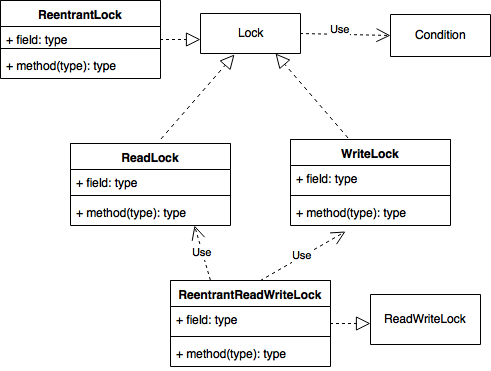 ReentrantLock
+ field: type
+ method(type): type
Lock
Use
Condition
ReadLock
+ field: type
+ method(type): type
WriteLock
+ field: type
+ method(type): type
Use
Use
ReentrantReadWriteLock
+ field: type
+ method(type): type
ReadWriteLock